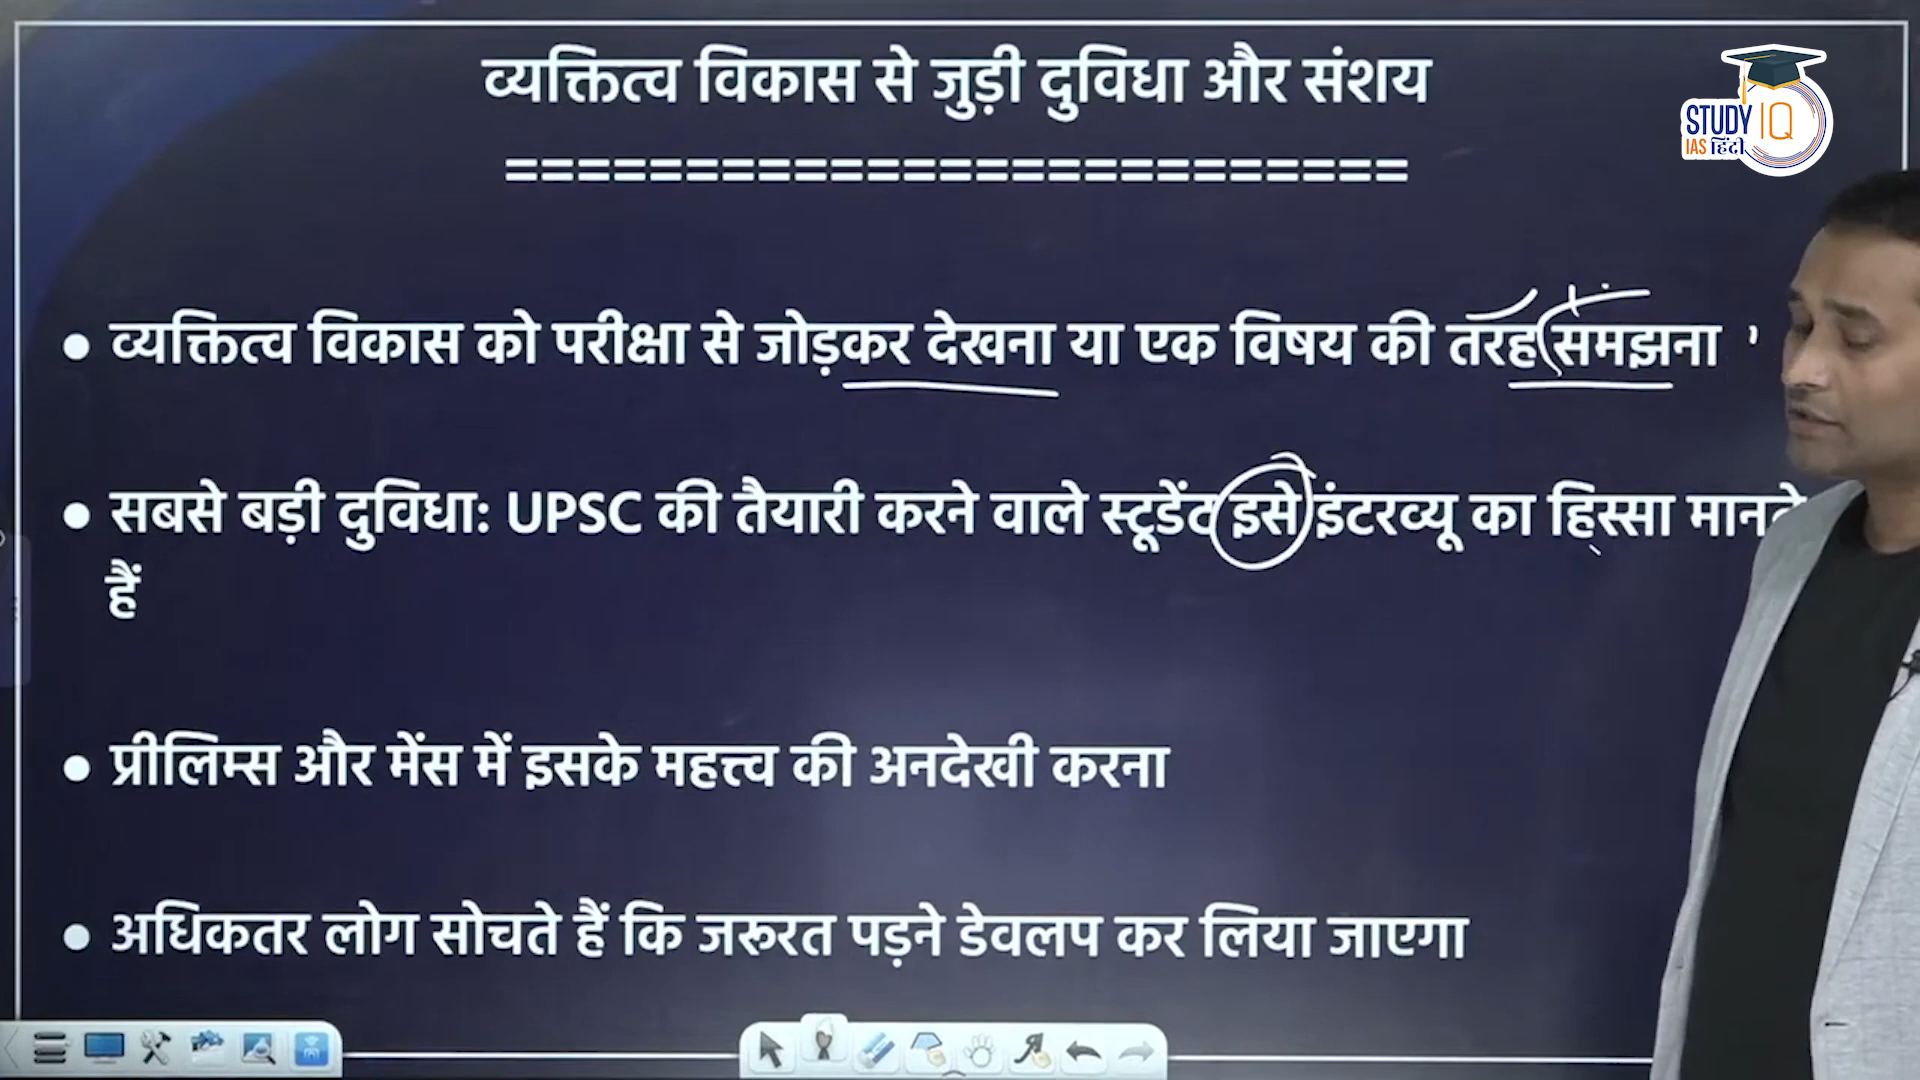 व्यक्तित्व विकास से जुड़ी दुविधा और संशय
=========================
STUDY IQ
IAS हिंदी
• व्यक्तित्व विकास को परीक्षा से जोड़कर देखना या एक विषय की तरह समझना
• सबसे बड़ी दुविधा: UPSC की तैयारी करने वाले स्टूडेंट इसे इंटरव्यू का हिस्सा मानते
हैं
• प्रीलिम्स और मेंस में इसके महत्त्व की अनदेखी करना
• अधिकतर लोग सोचते हैं कि जरूरत पड़ने डेवलप कर लिया जाएगा